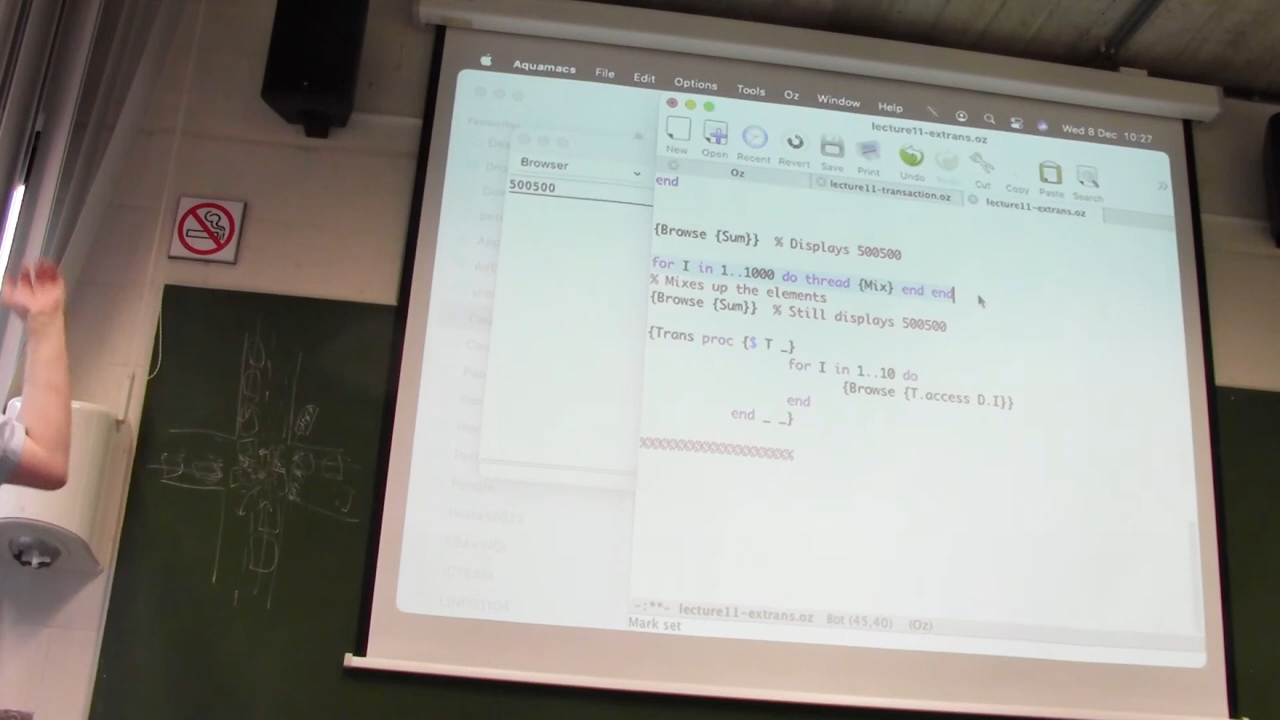 Aquamacs File Edit Options Tools Oz Window Help Wed 8 Dec 10:27
lecture11-extrans.oz
New Open Recent Revert Save Print Undo Cut Copy Paste Search
Oz lecture11-transaction.oz lecture11-extrans.oz
Browser
500500
end
{Browse {Sum}} % Displays 500500
for I in 1..1000 do thread {Mix} end end
% Mixes up the elements
{Browse {Sum}} % Still displays 500500
{Trans proc {$ T _}
for I in 1..10 do
{Browse {T.access D.I}}
end
end _ _}
%%%%%%%%%%%%%%%%%%
-:**- lecture11-extrans.oz Bot (45,40) (Oz)
Mark set